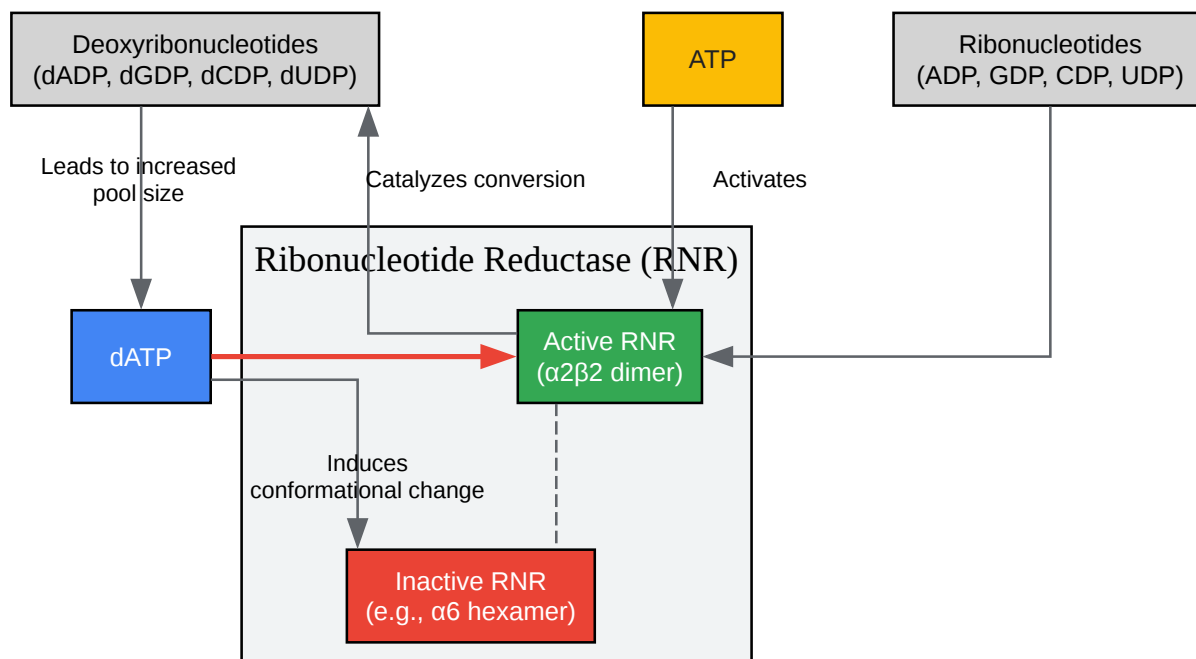 Deoxyribonucleotides
(dADP, dGDP, dCDP, dUDP)
ATP
Ribonucleotides
(ADP, GDP, CDP, UDP)
Leads to increased
pool size
Catalyzes conversion
Activates
Ribonucleotide Reductase (RNR)
dATP
Active RNR
(α2β2 dimer)
Induces
conformational change
Inactive RNR
(e.g., α6 hexamer)